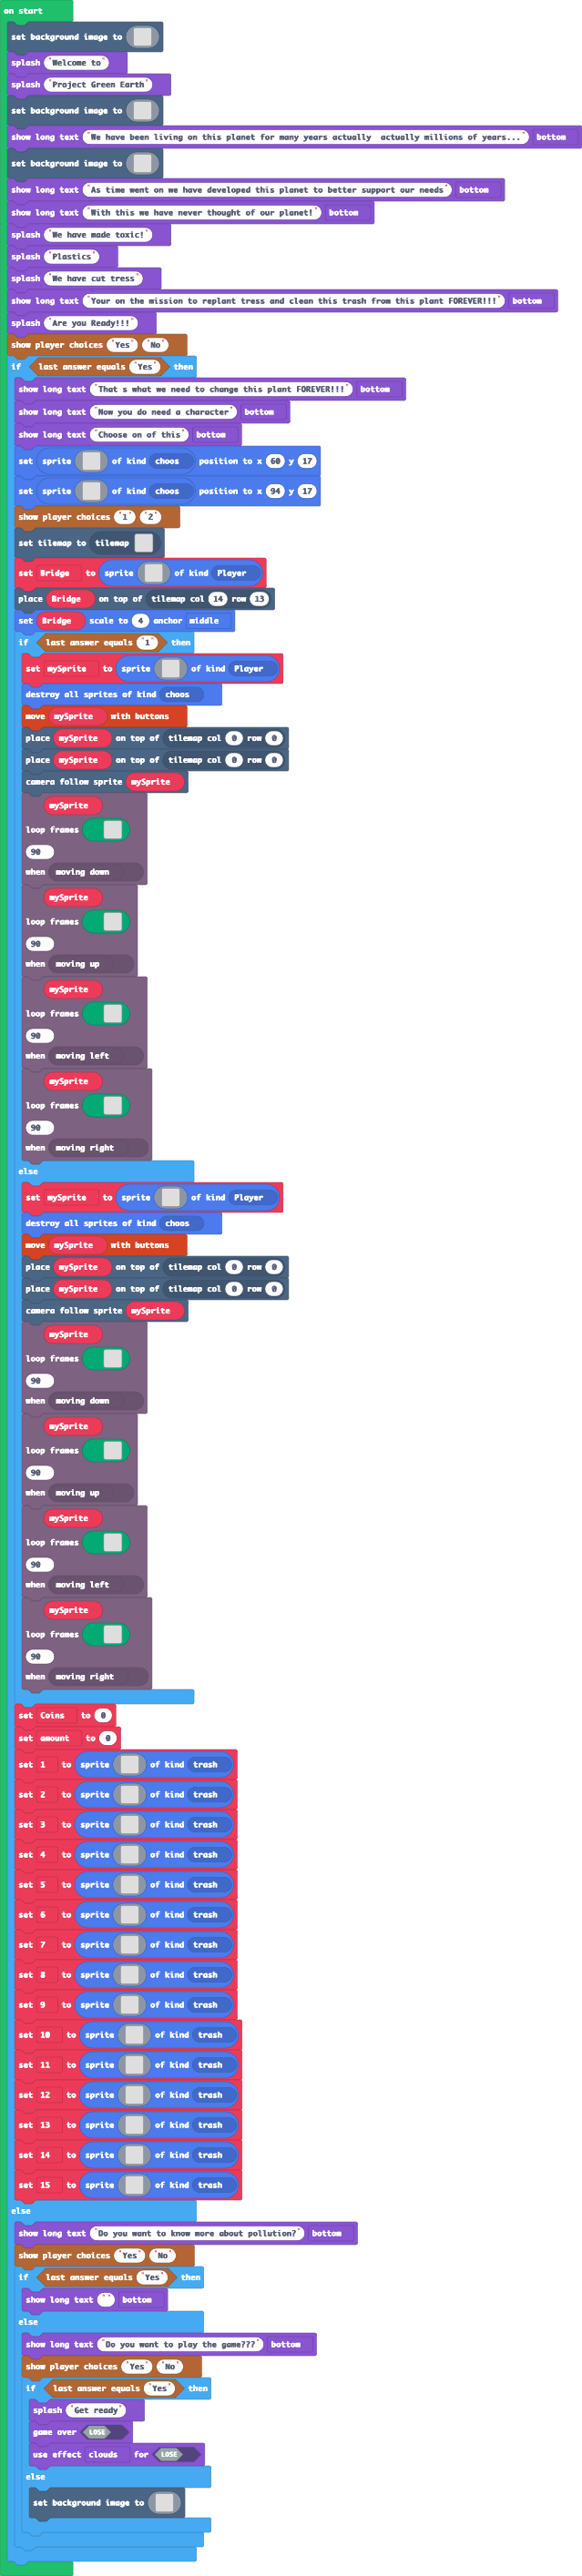 on start
set background image to
splash "Welcome to"
splash "Project Green Earth"
set background image to
show long text "We have been living on this planet for many years actually  actually millions of years..." bottom
set background image to
show long text "As time went on we have developed this planet to better support our needs" bottom
show long text "With this we have never thought of our planet!" bottom
splash "We have made toxic!"
splash "Plastics"
splash "We have cut tress"
show long text "Your on the mission to replant tress and clean this trash from this plant FOREVER!!!" bottom
splash "Are you Ready!!!"
show player choices "Yes" "No"
if last answer equals "Yes" then
show long text "That s what we need to change this plant FOREVER!!!" bottom
show long text "Now you do need a character" bottom
show long text "Choose on of this" bottom
set sprite of kind choos position to x 60 y 17
set sprite of kind choos position to x 94 y 17
show player choices "1" "2"
set tilemap to tilemap
set Bridge to sprite of kind Player
place Bridge on top of tilemap col 14 row 13
set Bridge scale to 4 anchor middle
if last answer equals "1" then
set mySprite to sprite of kind Player
destroy all sprites of kind choos
move mySprite with buttons
place mySprite on top of tilemap col 0 row 0
place mySprite on top of tilemap col 0 row 0
camera follow sprite mySprite
mySprite
loop frames
90
when moving down
mySprite
loop frames
90
when moving up
mySprite
loop frames
90
when moving left
mySprite
loop frames
90
when moving right
else
set mySprite to sprite of kind Player
destroy all sprites of kind choos
move mySprite with buttons
place mySprite on top of tilemap col 0 row 0
place mySprite on top of tilemap col 0 row 0
camera follow sprite mySprite
mySprite
loop frames
90
when moving down
mySprite
loop frames
90
when moving up
mySprite
loop frames
90
when moving left
mySprite
loop frames
90
when moving right
set Coins to 0
set amount to 0
set 1 to sprite of kind trash
set 2 to sprite of kind trash
set 3 to sprite of kind trash
set 4 to sprite of kind trash
set 5 to sprite of kind trash
set 6 to sprite of kind trash
set 7 to sprite of kind trash
set 8 to sprite of kind trash
set 9 to sprite of kind trash
set 10 to sprite of kind trash
set 11 to sprite of kind trash
set 12 to sprite of kind trash
set 13 to sprite of kind trash
set 14 to sprite of kind trash
set 15 to sprite of kind trash
else
show long text "Do you want to know more about pollution?" bottom
show player choices "Yes" "No"
if last answer equals "Yes" then
show long text "" bottom
else
show long text "Do you want to play the game???" bottom
show player choices "Yes" "No"
if last answer equals "Yes" then
splash "Get ready"
game over LOSE
use effect clouds for LOSE
else
set background image to